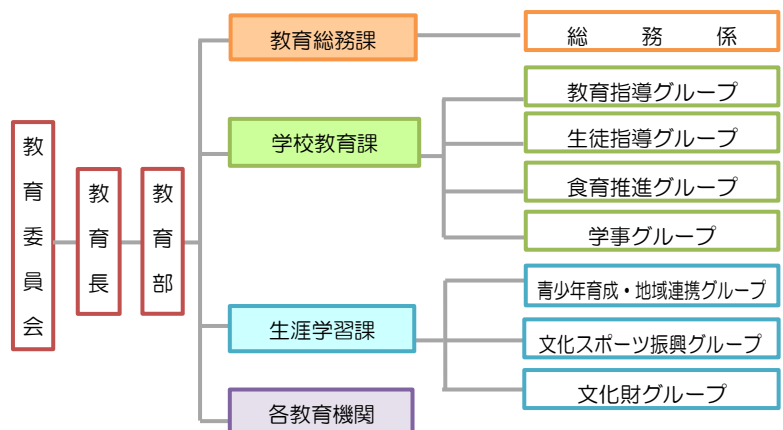 教育委員会
教育長
教育部
教育総務課
総務係
学校教育課
教育指導グループ
生徒指導グループ
食育推進グループ
学事グループ
生涯学習課
青少年育成・地域連携グループ
文化スポーツ振興グループ
文化財グループ
各教育機関